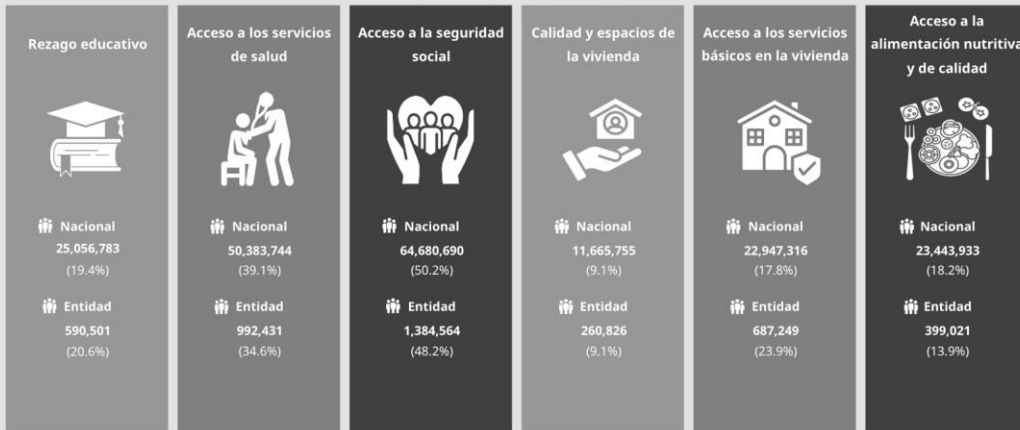 Rezago educativo
Nacional
25,056,783
(19.4%)
Entidad
590,501
(20.6%)
Acceso a los servicios
de salud
Nacional
50,383,744
(39.1%)
Entidad
992,431
(34.6%)
Acceso a la seguridad
social
Nacional
64,680,690
(50.2%)
Entidad
1,384,564
(48.2%)
Calidad y espacios de
la vivienda
Nacional
11,665,755
(9.1%)
Entidad
260,826
(9.1%)
Acceso a los servicios
básicos en la vivienda
Nacional
22,947,316
(17.8%)
Entidad
687,249
(23.9%)
Acceso a la
alimentación nutritiva
y de calidad
Nacional
23,443,933
(18.2%)
Entidad
399,021
(13.9%)